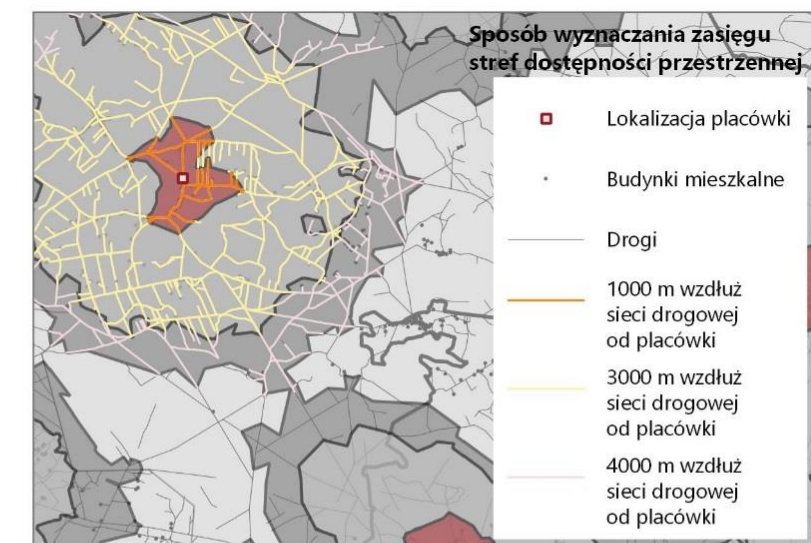 Sposób wyznaczania zasięgu
stref dostępności przestrzennej
Lokalizacja placówki
Budynki mieszkalne
Drogi
1000 m wzdłuż
sieci drogowej
od placówki
3000 m wzdłuż
sieci drogowej
od placówki
4000 m wzdłuż
sieci drogowej
od placówki